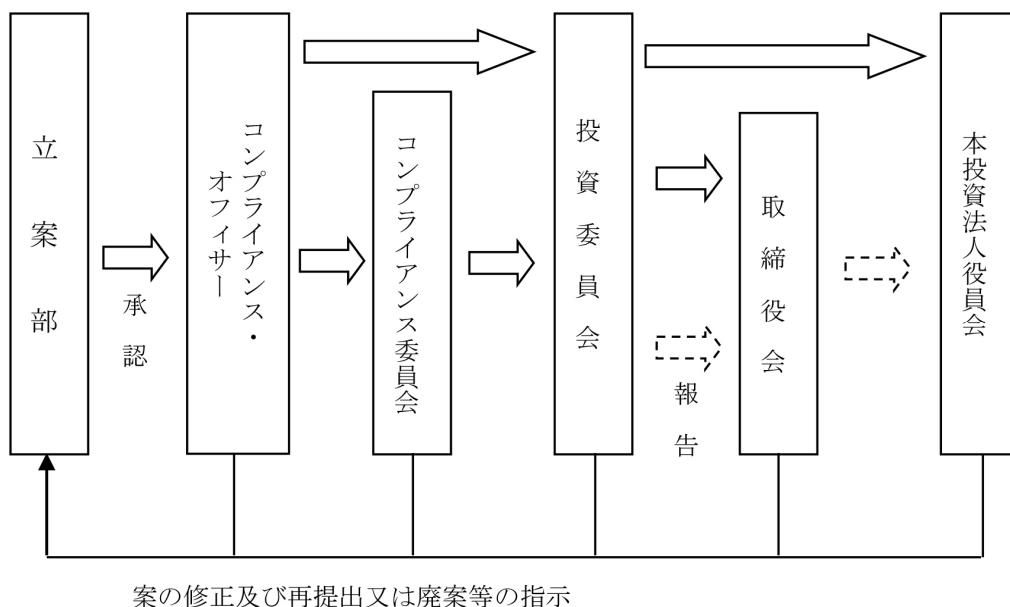 立案部
承認
コンプライアンス・
オフィサー
コンプライアンス委員会
投資委員会
報告
取締役会
本投資法人役員会
案の修正及び再提出又は廃案等の指示